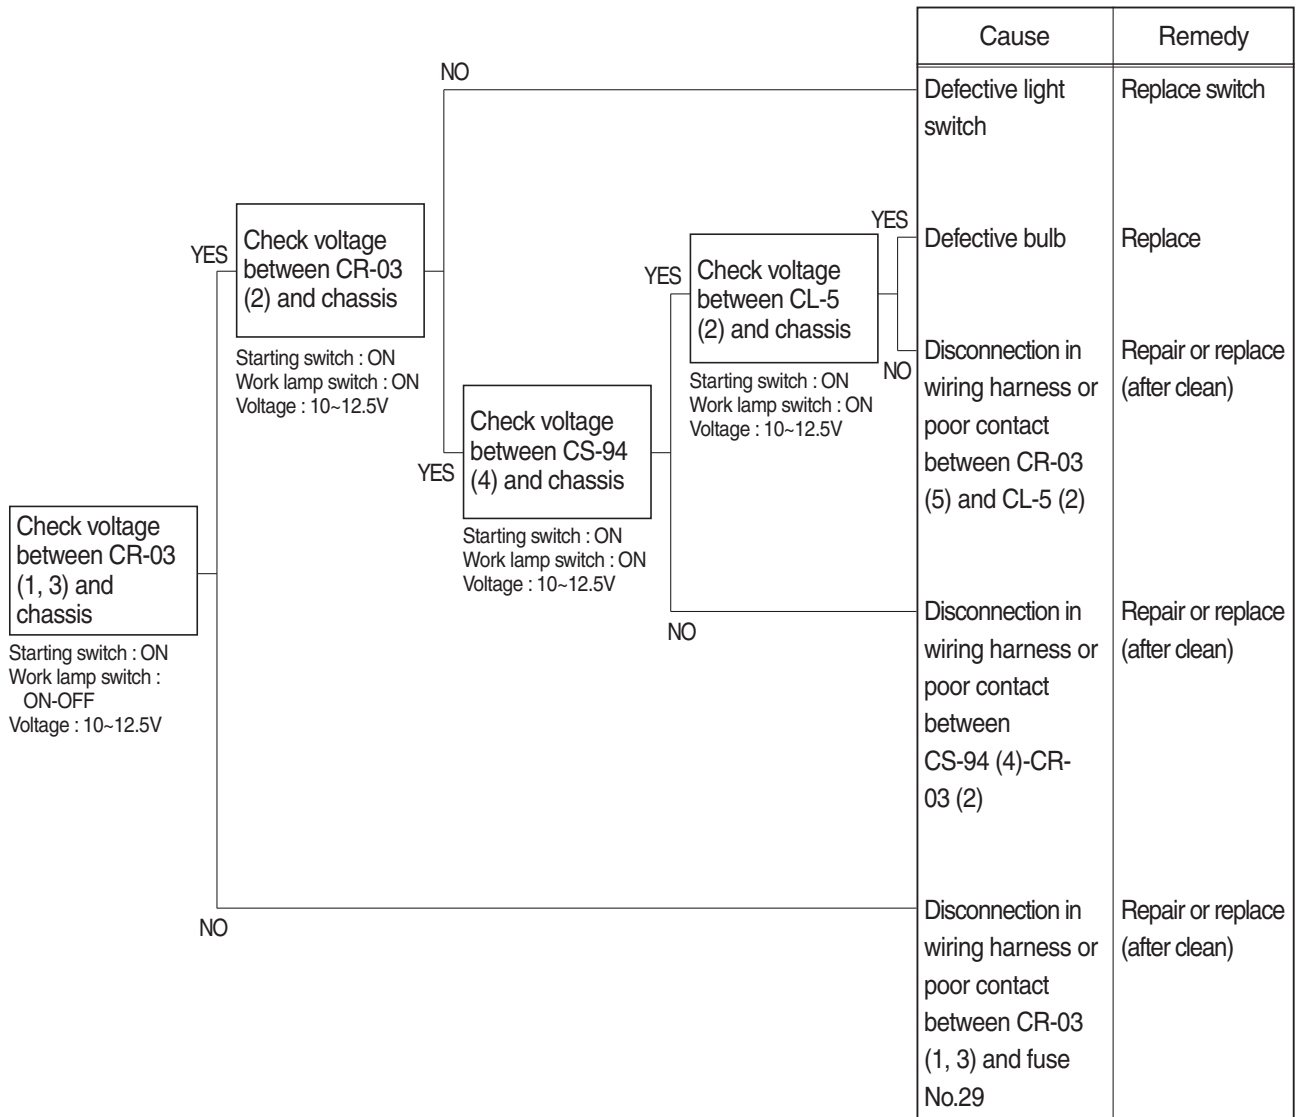 Cause
Remedy
NO
Defective light
switch
Replace switch
YES
Check voltage
between CR-03
(2) and chassis
Starting switch : ON
Work lamp switch : ON
Voltage : 10~12.5V
YES
Check voltage
between CL-5
(2) and chassis
Starting switch : ON
Work lamp switch : ON
Voltage : 10~12.5V
YES
Defective bulb
Replace
NO
Disconnection in
wiring harness or
poor contact
between CR-03
(5) and CL-5 (2)
Repair or replace
(after clean)
YES
Check voltage
between CS-94
(4) and chassis
Starting switch : ON
Work lamp switch : ON
Voltage : 10~12.5V
Check voltage
between CR-03
(1, 3) and
chassis
Starting switch : ON
Work lamp switch :
ON-OFF
Voltage : 10~12.5V
NO
Disconnection in
wiring harness or
poor contact
between
CS-94 (4)-CR-
03 (2)
Repair or replace
(after clean)
NO
Disconnection in
wiring harness or
poor contact
between CR-03
(1, 3) and fuse
No.29
Repair or replace
(after clean)